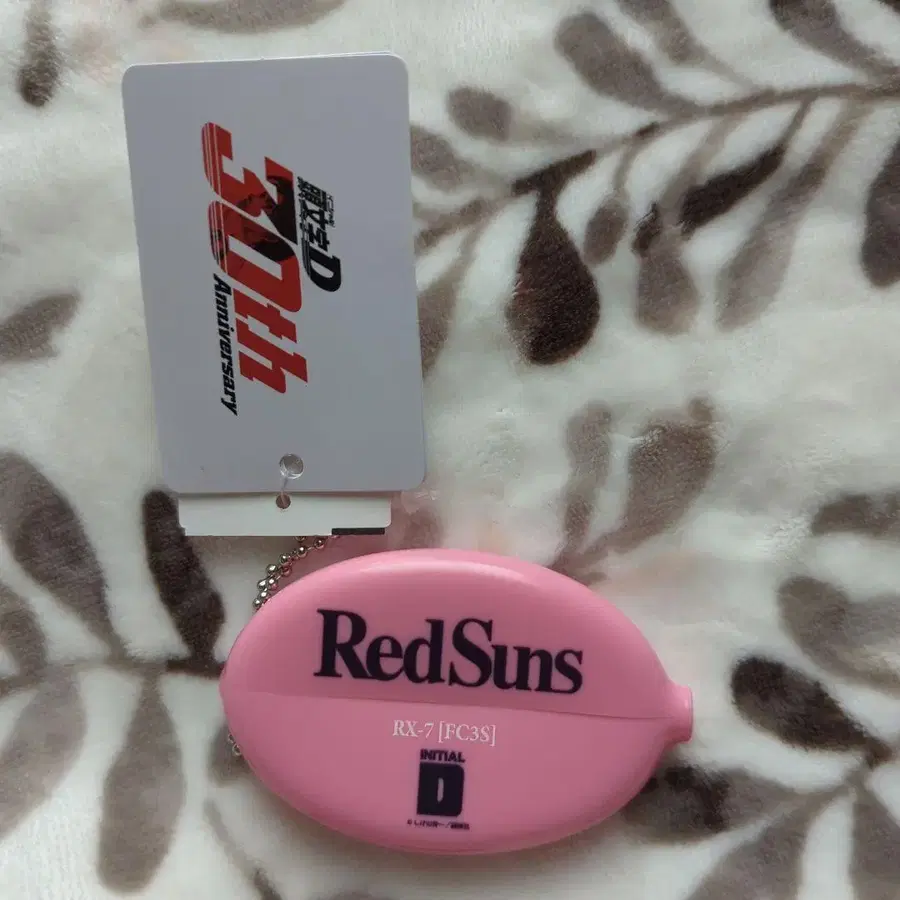 頭文字D
30th
Anniversary
RedSuns
RX-7 [FC3S]
INITIAL
D